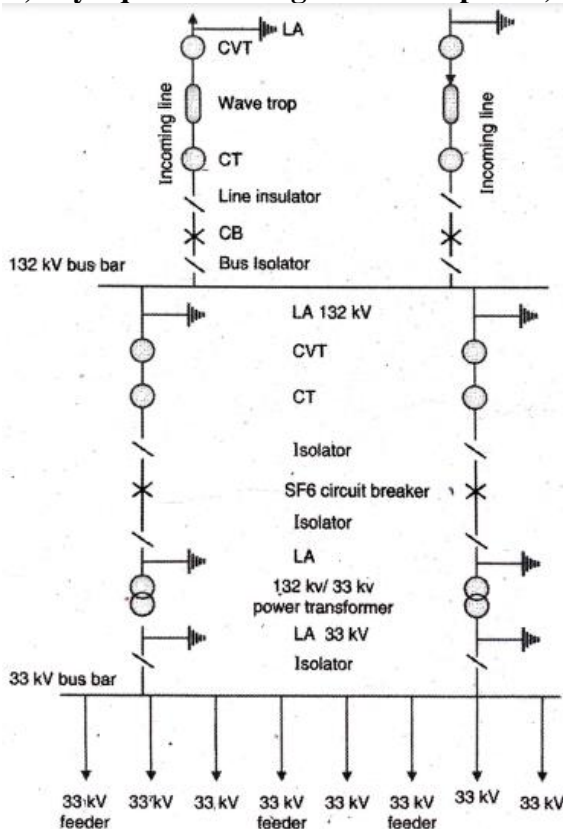 LA
CVT
Incoming line
Wave trop
Incoming line
CT
Line insulator
CB
132 kV bus bar
Bus Isolator
LA 132 kV
CVT
CT
Isolator
SF6 circuit breaker
Isolator
LA
132 kv/ 33 kv
power transformer
LA 33 kV
Isolator
33 kV bus bar
33 kV
feeder
33 kV
33 kV
33 kV
feeder
33 kV
33 kV
feeder
33 kV
33 kV